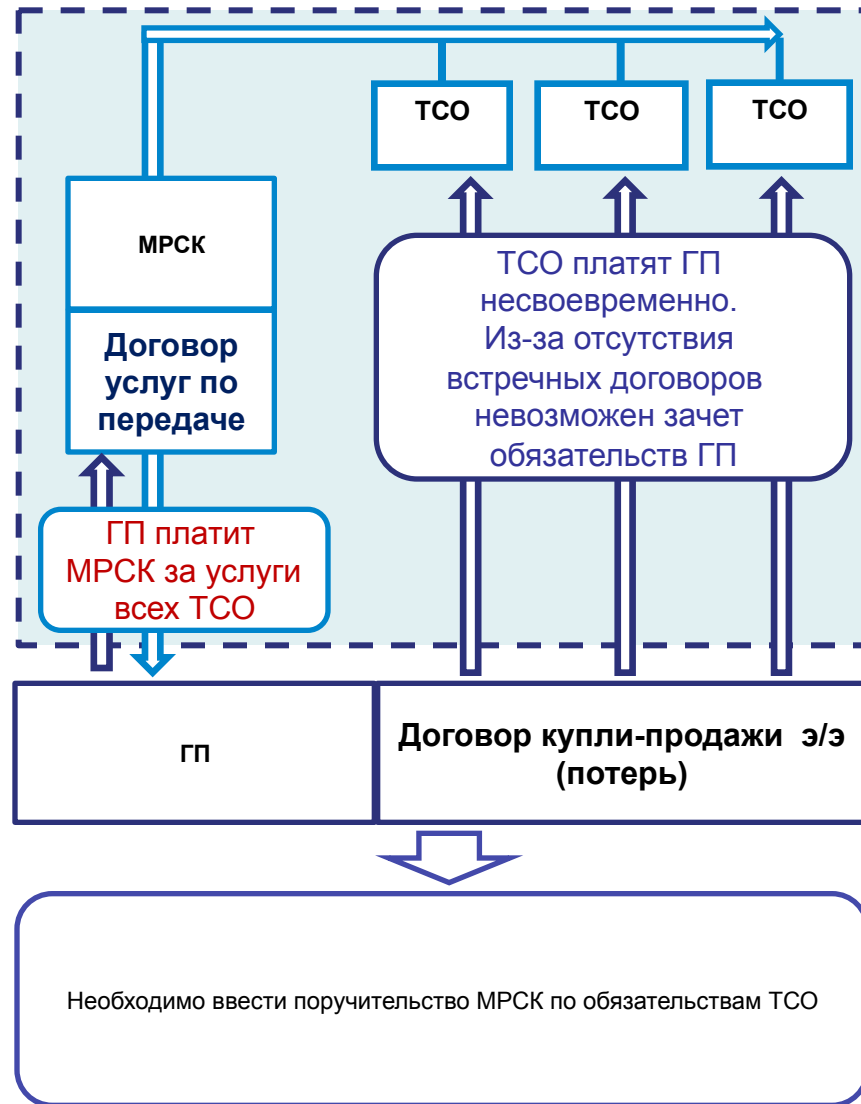 ТСО
ТСО
ТСО
МРСК
Договор
услуг по
передаче
ТСО платят ГП
несвоевременно.
Из-за отсутствия
встречных договоров
невозможен зачет
обязательств ГП
ГП платит
МРСК за услуги
всех ТСО
ГП
Договор купли-продажи э/э
(потерь)
Необходимо ввести поручительство МРСК по обязательствам ТСО